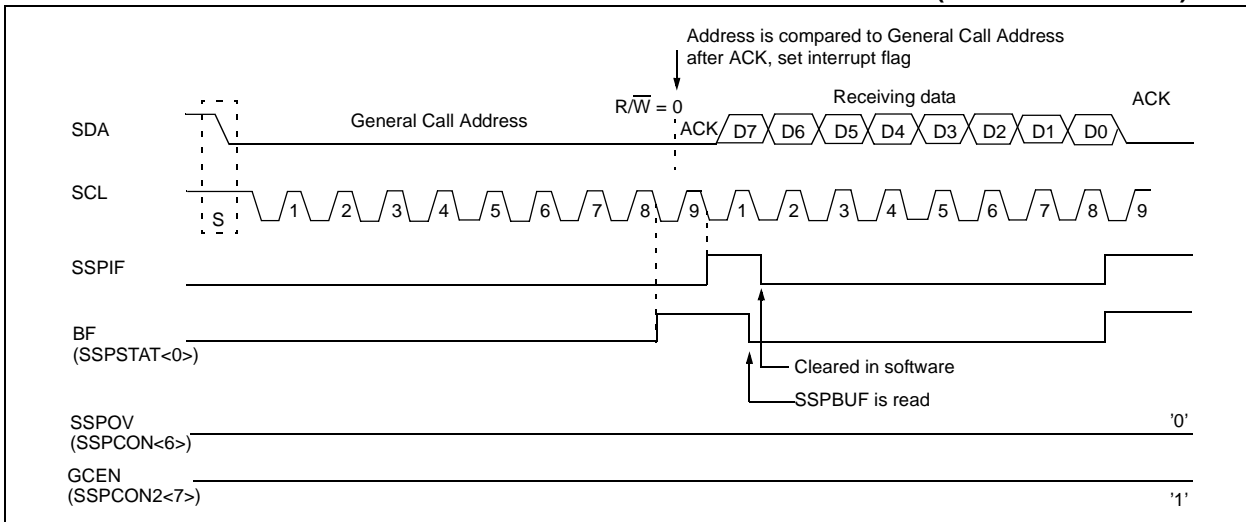 Address is compared to General Call Address
after ACK, set interrupt flag
R/W = 0
Receiving data
ACK
SDA
General Call Address
ACK
D7 D6 D5 D4 D3 D2 D1 D0
SCL
S
1 2 3 4 5 6 7 8 9 1 2 3 4 5 6 7 8 9
SSPIF
BF
(SSPSTAT<0>)
Cleared in software
SSPBUF is read
SSPOV
(SSPCON<6>)
'0'
GCEN
(SSPCON2<7>)
'1'